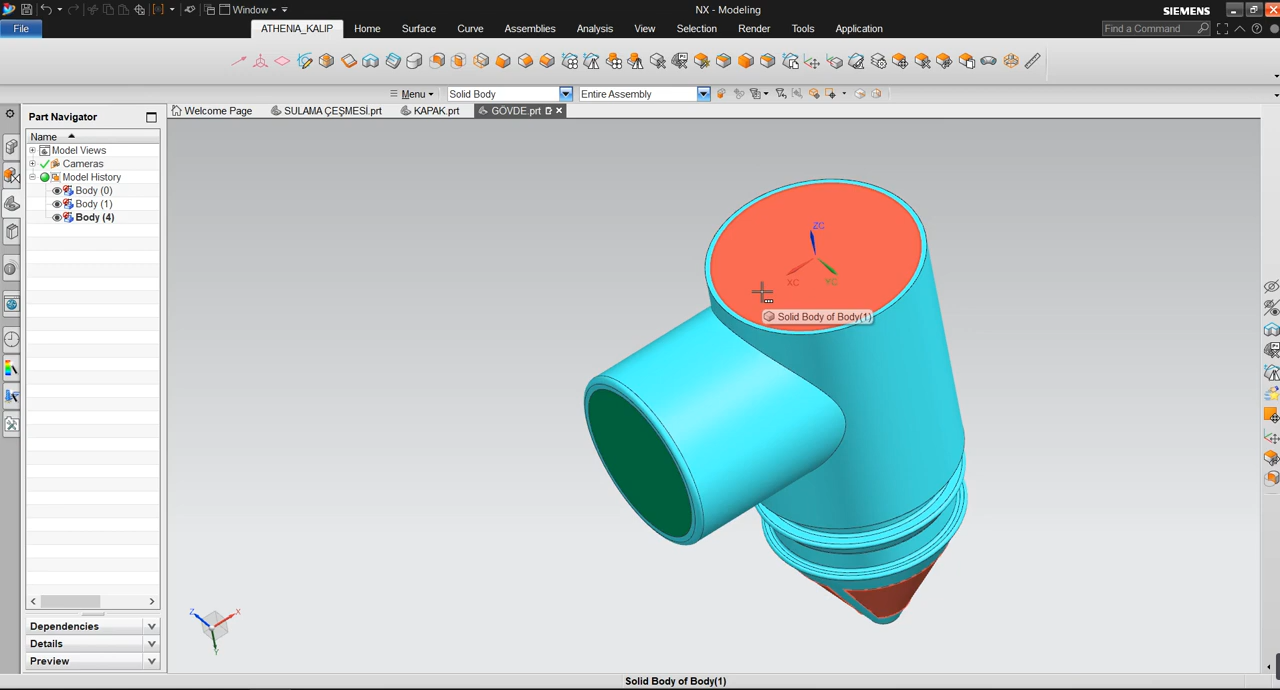 Window
NX - Modeling
SIEMENS
File
ATHENIA_KALIP
Home
Surface
Curve
Assemblies
Analysis
View
Selection
Render
Tools
Application
Find a Command
Menu
Solid Body
Entire Assembly
Welcome Page
SULAMA ÇEŞMESİ.prt
KAPAK.prt
GÖVDE.prt
Part Navigator
Name
Model Views
Cameras
Model History
Body (0)
Body (1)
Body (4)
ZC
XC
YC
Solid Body of Body(1)
Z
X
Y
Dependencies
Details
Preview
Solid Body of Body(1)